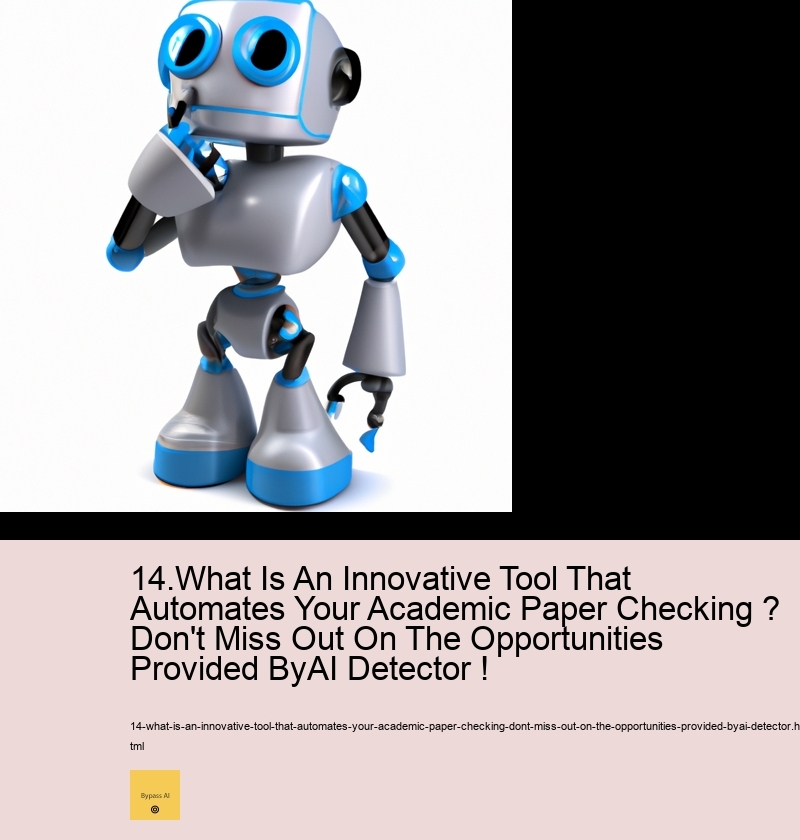 14.What Is An Innovative Tool That
Automates Your Academic Paper Checking ?
Don't Miss Out On The Opportunities
Provided ByAI Detector !
14-what-is-an-innovative-tool-that-automates-your-academic-paper-checking-dont-miss-out-on-the-opportunities-provided-byai-detector.h
tml
Bypass AI